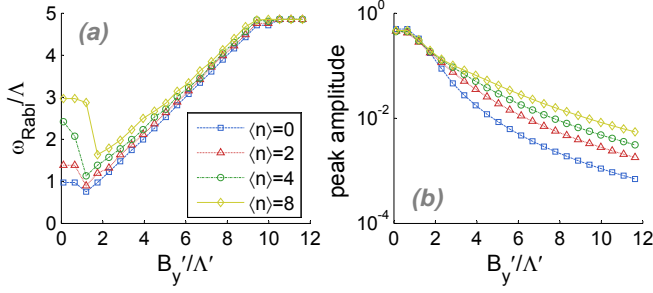 (a)
ω_Rabi/Λ
5
4
3
2
1
0
0 2 4 6 8 10 12
B_y′/Λ′
⟨n⟩=0
⟨n⟩=2
⟨n⟩=4
⟨n⟩=8
(b)
peak amplitude
10^0
10^-2
10^-4
0 2 4 6 8 10 12
B_y′/Λ′